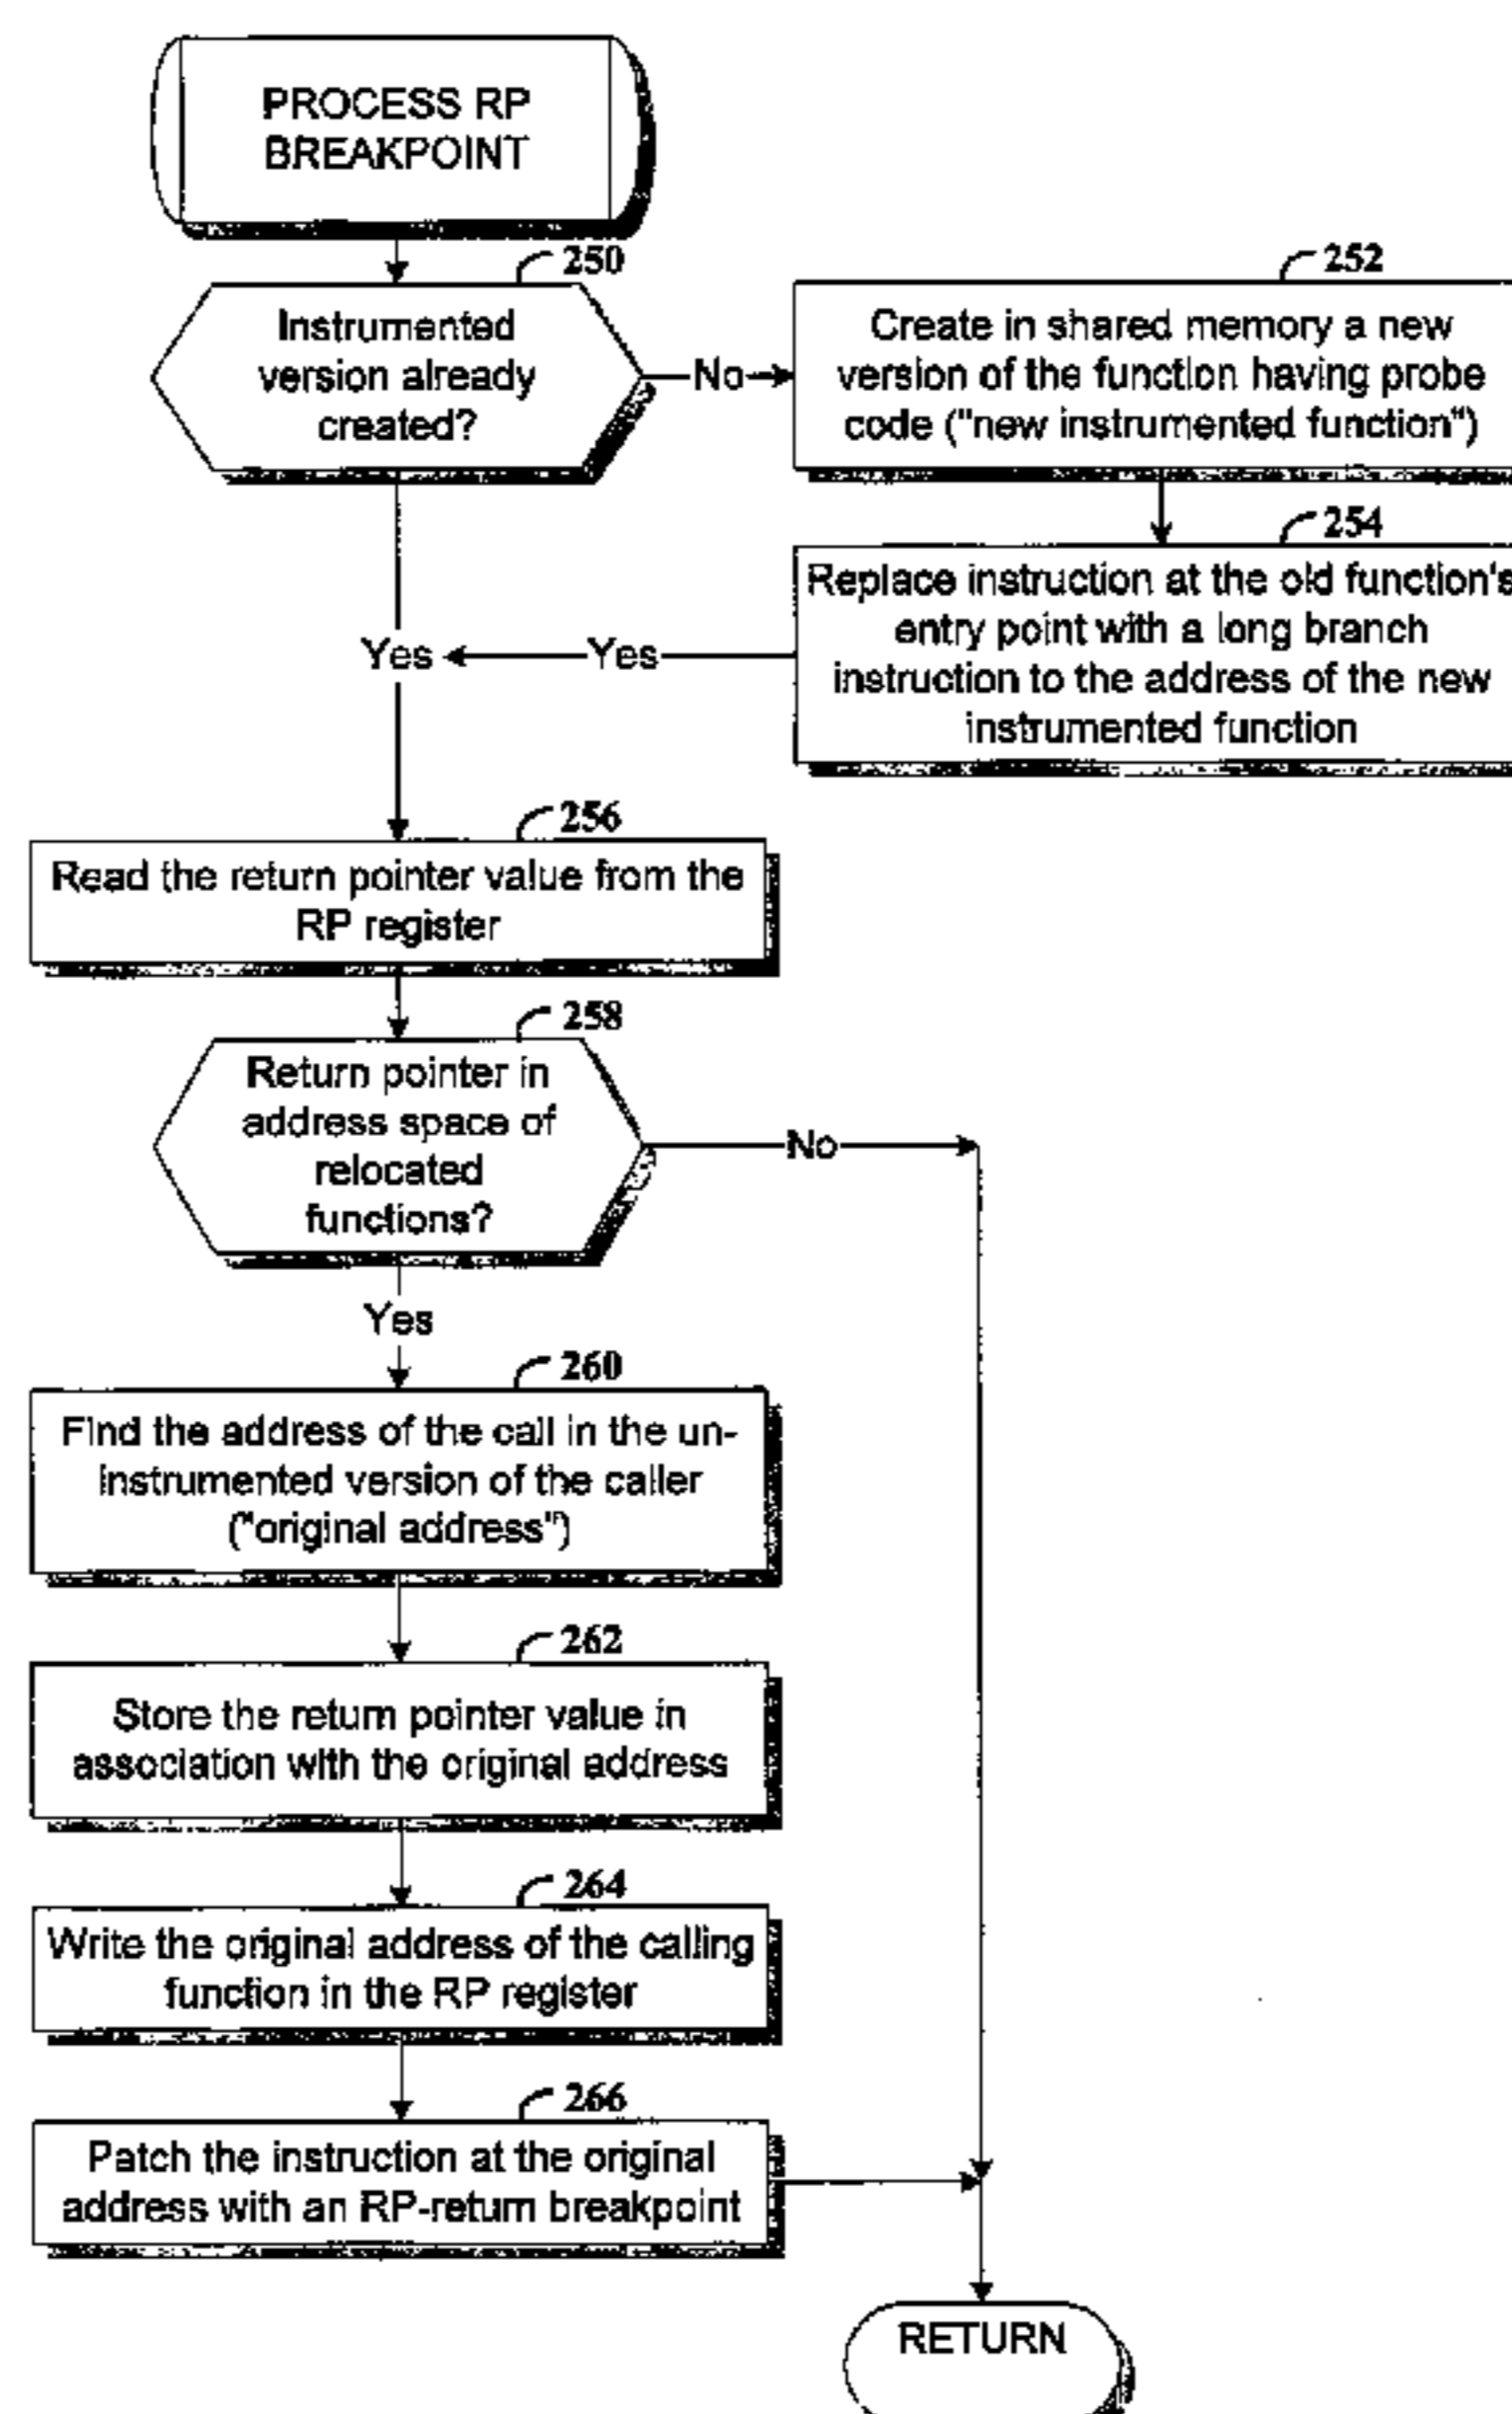 PROCESS RP
BREAKPOINT
250
Instrumented
version already
created?
No
252
Create in shared memory a new
version of the function having probe
code ("new instrumented function")
254
Replace instruction at the old function's
entry point with a long branch
instruction to the address of the new
instrumented function
Yes
Yes
256
Read the return pointer value from the
RP register
258
Return pointer in
address space of
relocated
functions?
No
Yes
260
Find the address of the call in the un-
instrumented version of the caller
("original address")
262
Store the return pointer value in
association with the original address
264
Write the original address of the calling
function in the RP register
266
Patch the instruction at the original
address with an RP-return breakpoint
RETURN